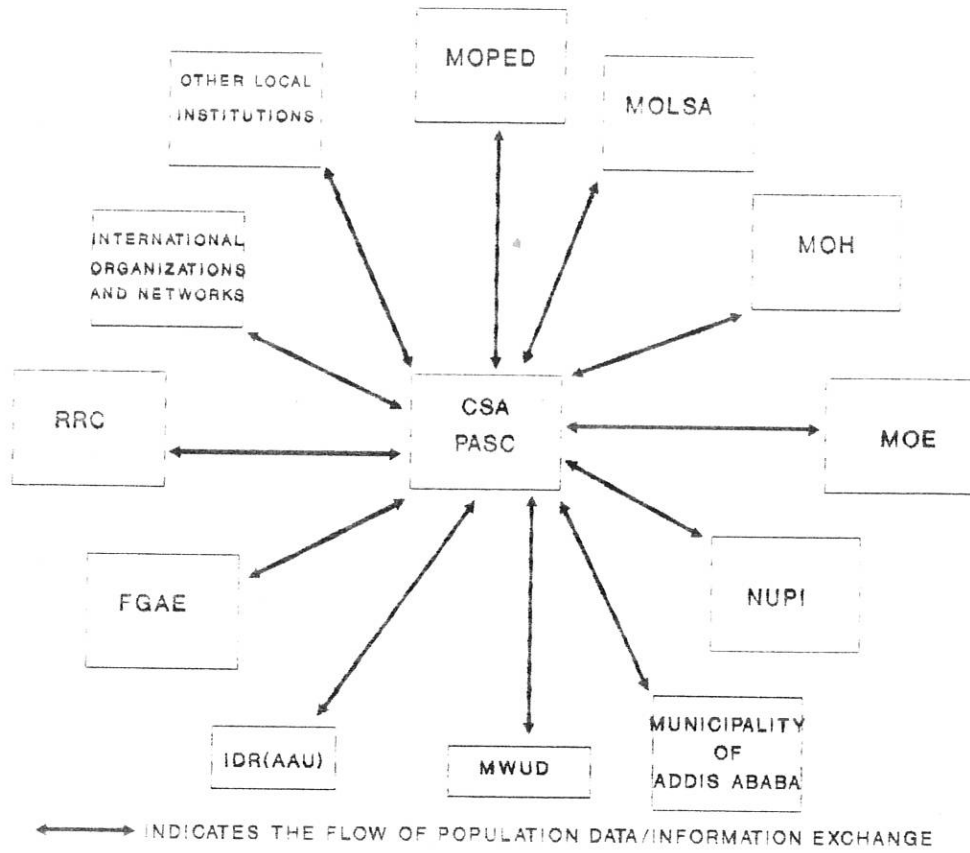 MOPED
OTHER LOCAL
INSTITUTIONS
MOLSA
INTERNATIONAL
ORGANIZATIONS
AND NETWORKS
MOH
RRC
CSA
PASC
MOE
FGAE
NUPI
IDR(AAU)
MWUD
MUNICIPALITY
OF
ADDIS ABABA
INDICATES THE FLOW OF POPULATION DATA/INFORMATION EXCHANGE